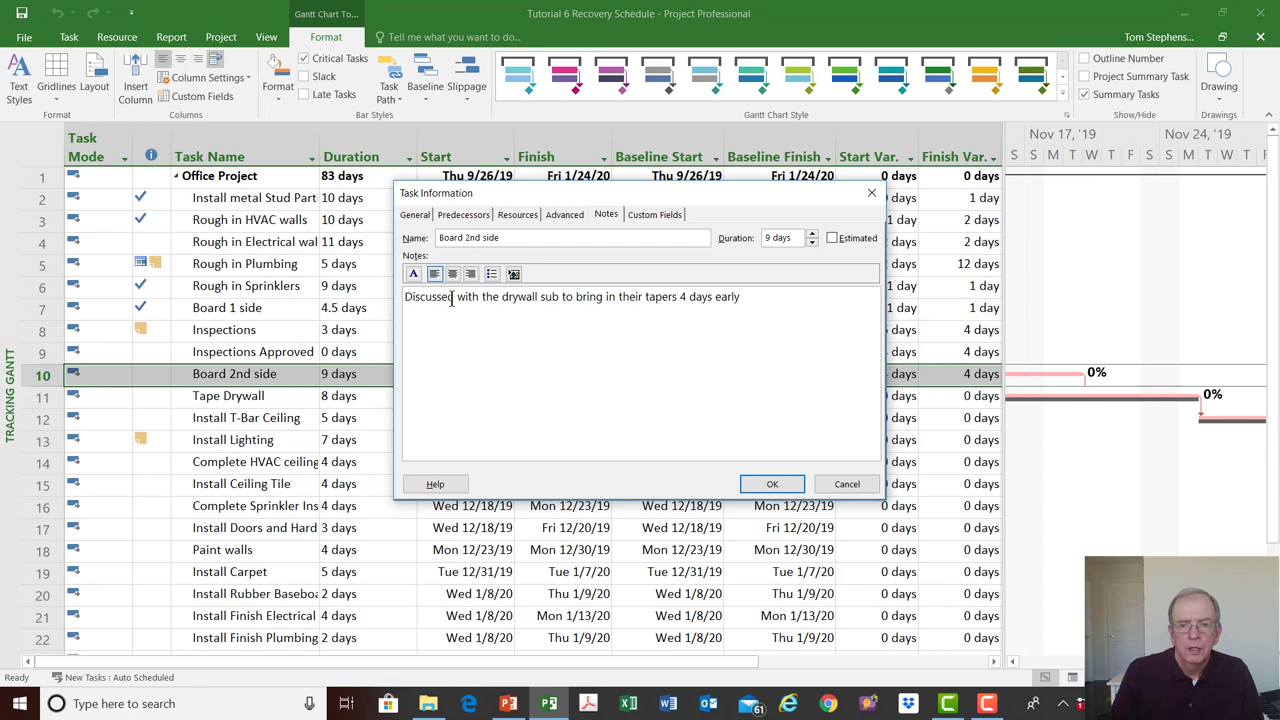 Gantt Chart To...
Tutorial 6 Recovery Schedule - Project Professional
File Task Resource Report Project View Format Tell me what you want to do... Tom Stephens...
Text Styles
Gridlines
Layout
Format
Insert Column
Column Settings
Custom Fields
Columns
Format
Critical Tasks
Slack
Late Tasks
Task Path
Baseline
Slippage
Bar Styles
Gantt Chart Style
Outline Number
Project Summary Task
Summary Tasks
Show/Hide
Drawing
Drawings
Task Mode Task Name Duration Start Finish Baseline Start Baseline Finish Start Var. Finish Var.
Nov 17, '19 Nov 24, '19
S S M T W T F S S M T W T F
1 Office Project 83 days Thu 9/26/19 Fri 1/24/20 Thu 9/26/19 Fri 1/24/20 0 days 0 days
2 Install metal Stud Part 10 days 1 day
3 Rough in HVAC walls 10 days 2 days
4 Rough in Electrical wal 11 days 2 days
5 Rough in Plumbing 5 days 12 days
6 Rough in Sprinklers 9 days 1 day
7 Board 1 side 4.5 days 1 day
8 Inspections 3 days 4 days
9 Inspections Approved 0 days 4 days
10 Board 2nd side 9 days 4 days 0%
11 Tape Drywall 8 days 0 days 0%
12 Install T-Bar Ceiling 5 days 0 days
13 Install Lighting 7 days 0 days
14 Complete HVAC ceiling 4 days 0 days
15 Install Ceiling Tile 4 days 0 days
16 Complete Sprinkler Ins 4 days Wed 12/18/19 Mon 12/23/19 Wed 12/18/19 Mon 12/23/19 0 days 0 days
17 Install Doors and Hard 3 days Wed 12/18/19 Fri 12/20/19 Wed 12/18/19 Fri 12/20/19 0 days 0 days
18 Paint walls 4 days Mon 12/23/19 Mon 12/30/19 Mon 12/23/19 Mon 12/30/19 0 days 0 days
19 Install Carpet 5 days Tue 12/31/19 Tue 1/7/20 Tue 12/31/19 Tue 1/7/20 0 days 0 days
20 Install Rubber Baseboa 2 days Wed 1/8/20 Thu 1/9/20 Wed 1/8/20 Thu 1/9/20 0 days 0 days
21 Install Finish Electrical 4 days Wed 1/8/20 Mon 1/13/20 Wed 1/8/20 Mon 1/13/20 0 days 0 days
22 Install Finish Plumbing 2 days Wed 1/8/20 Thu 1/9/20 Wed 1/8/20 Thu 1/9/20 0 days 0 days
TRACKING GANTT
Task Information
General Predecessors Resources Advanced Notes Custom Fields
Name: Board 2nd side Duration: 9 days Estimated
Notes:
A
Discussed with the drywall sub to bring in their tapers 4 days early
Help OK Cancel
Ready New Tasks : Auto Scheduled
Type here to search
61